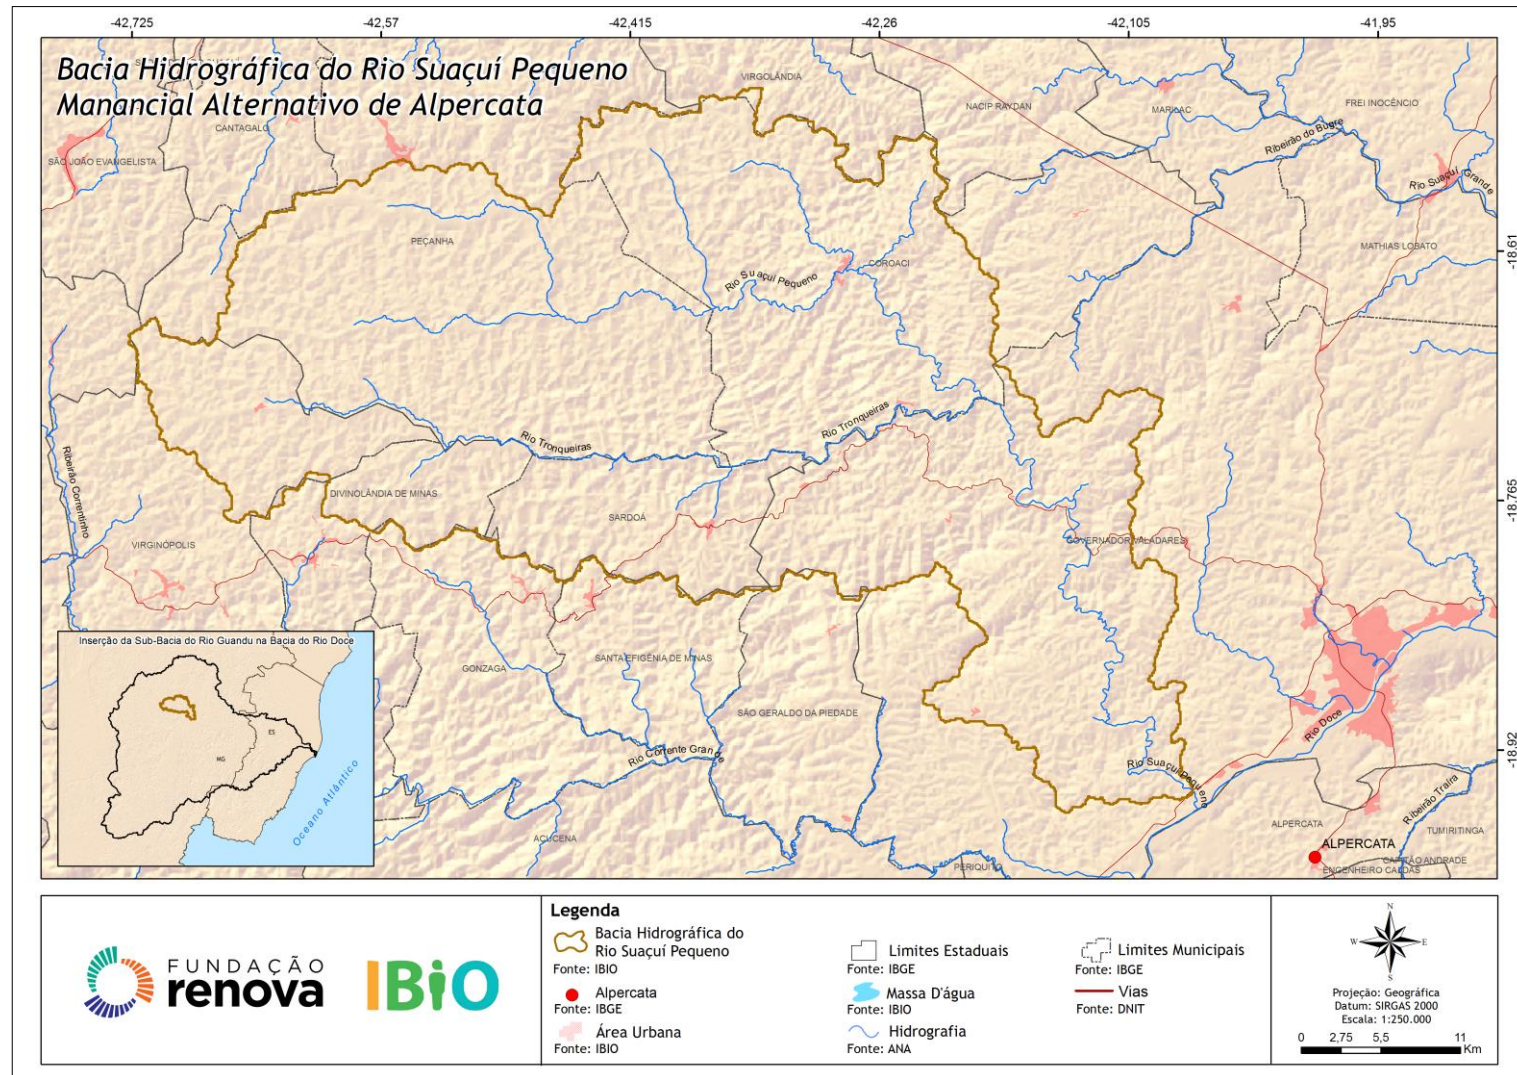 -42,725
-42,57
-42,415
-42,26
-42,105
-41,95
Bacia Hidrográfica do Rio Suaçuí Pequeno
Manancial Alternativo de Alpercata
VIRGOLÂNDIA
NACIP RAYDAN
MARILAC
FREI INOCÊNCIO
CANTAGALO
SÃO JOÃO EVANGELISTA
Ribeirão do Bugre
Rio Suaçuí Grande
PEÇANHA
COROACI
MATHIAS LOBATO
-18,61
Rio Suaçuí Pequeno
Rio Tronqueiras
Rio Tronqueiras
Ribeirão Correntinho
DIVINOLÂNDIA DE MINAS
SARDOÁ
-18,765
VIRGINÓPOLIS
GOVERNADOR VALADARES
Inserção da Sub-Bacia do Rio Guandu na Bacia do Rio Doce
GONZAGA
SANTA EFIGÊNIA DE MINAS
SÃO GERALDO DA PIEDADE
ES
MG
Oceano Atlântico
Rio Doce
Rio Corrente Grande
Rio Suaçuí Pequeno
-18,92
Ribeirão Traíra
AÇUCENA
PERIQUITO
ALPERCATA
TUMIRITINGA
ALPERCATA
CAPITÃO ANDRADE
ENGENHEIRO CALDAS
FUNDAÇÃO
renova
IBiO
Legenda
Bacia Hidrográfica do
Rio Suaçuí Pequeno
Fonte: IBIO
Alpercata
Fonte: IBGE
Área Urbana
Fonte: IBIO
Limites Estaduais
Fonte: IBGE
Massa D'água
Fonte: IBIO
Hidrografia
Fonte: ANA
Limites Municipais
Fonte: IBGE
Vias
Fonte: DNIT
N
W E
S
Projeção: Geográfica
Datum: SIRGAS 2000
Escala: 1:250.000
0 2,75 5,5 11
Km